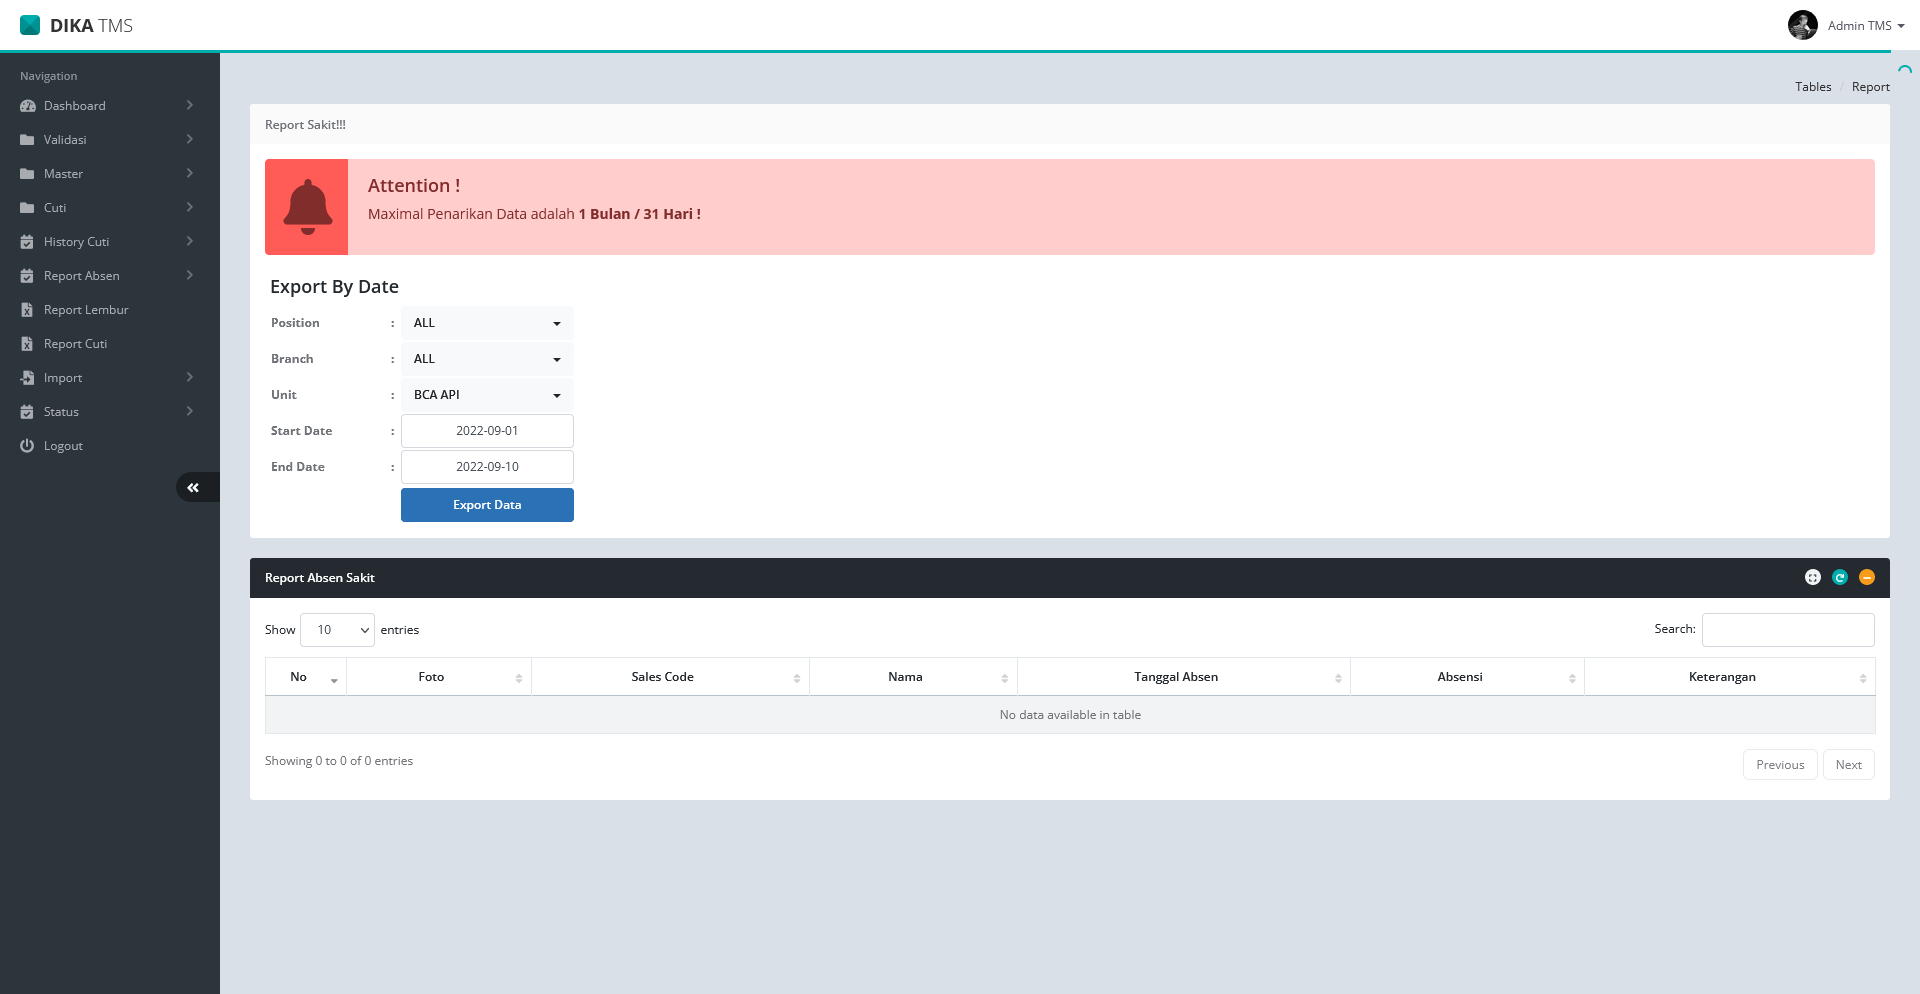 DIKA TMS
Admin TMS
Navigation
Dashboard
Validasi
Master
Cuti
History Cuti
Report Absen
Report Lembur
Report Cuti
Import
Status
Logout
Tables / Report
Report Sakit!!!
Attention !
Maximal Penarikan Data adalah 1 Bulan / 31 Hari !
Export By Date
Position : ALL
Branch : ALL
Unit : BCA API
Start Date : 2022-09-01
End Date : 2022-09-10
Export Data
Report Absen Sakit
Show 10 entries
Search:
No Foto Sales Code Nama Tanggal Absen Absensi Keterangan
No data available in table
Showing 0 to 0 of 0 entries
Previous Next